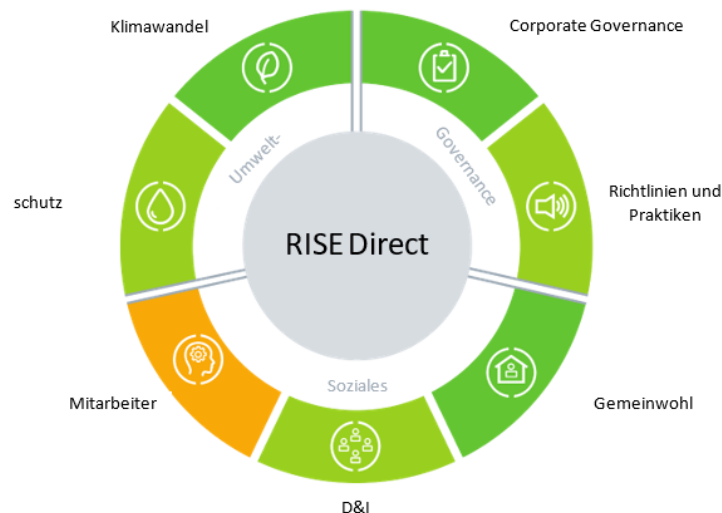 Klimawandel
Corporate Governance
Umwelt-
Governance
schutz
Richtlinien und
Praktiken
RISE Direct
Soziales
Mitarbeiter
Gemeinwohl
D&I